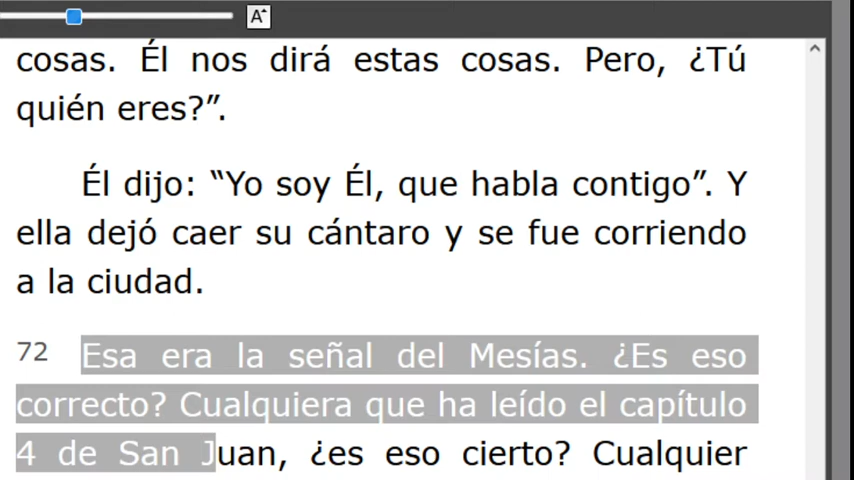 A
cosas. Él nos dirá estas cosas. Pero, ¿Tú
quién eres?”.
Él dijo: “Yo soy Él, que habla contigo”. Y
ella dejó caer su cántaro y se fue corriendo
a la ciudad.
72 Esa era la señal del Mesías. ¿Es eso
correcto? Cualquiera que ha leído el capítulo
4 de San Juan, ¿es eso cierto? Cualquier